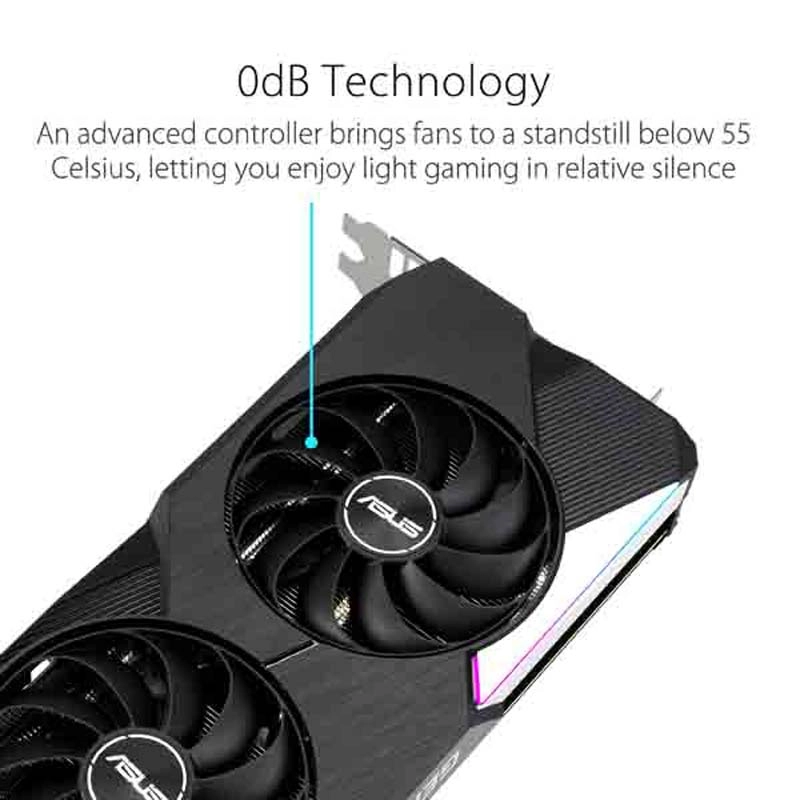 0dB Technology
An advanced controller brings fans to a standstill below 55
Celsius, letting you enjoy light gaming in relative silence
ASUS
ASUS